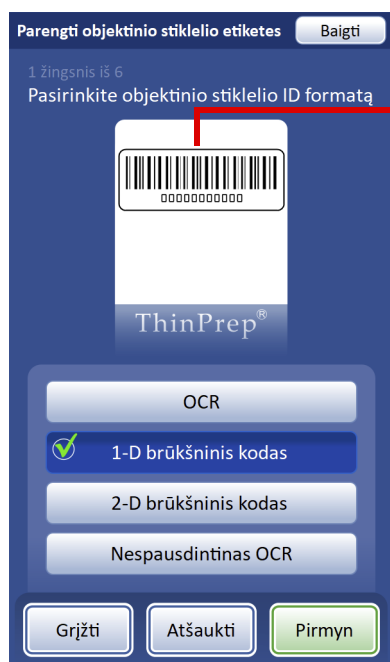 Parengti objektinio stiklelio etiketes
Baigti
1 žingsnis iš 6
Pasirinkite objektinio stiklelio ID formatą
00000000000
ThinPrep®
OCR
1-D brūkšninis kodas
2-D brūkšninis kodas
Nespausdintinas OCR
Grįžti
Atšaukti
Pirmyn